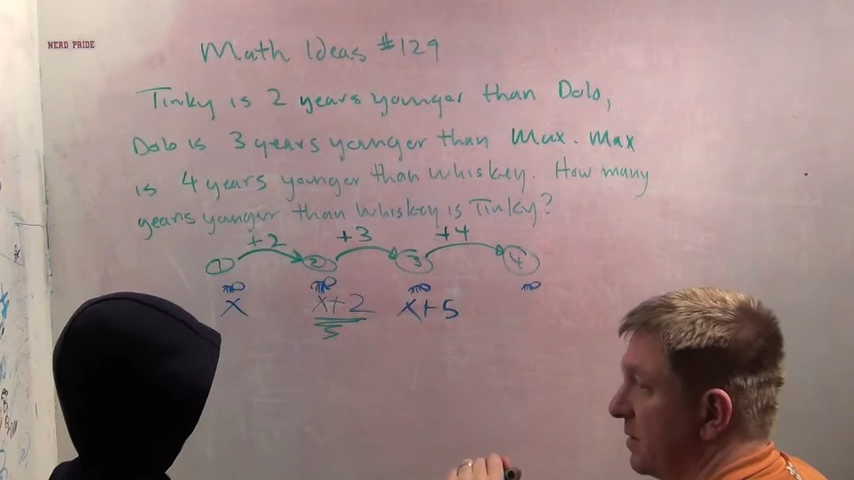 NERD PRIDE
Math Ideas #129
Tinky is 2 years younger than Dolo,
Dolo is 3 years younger than Max. Max
is 4 years younger than Whiskey. How many
years younger than Whiskey is Tinky?
+2 +3 +4
1 2 3 4
x x+2 x+5
5